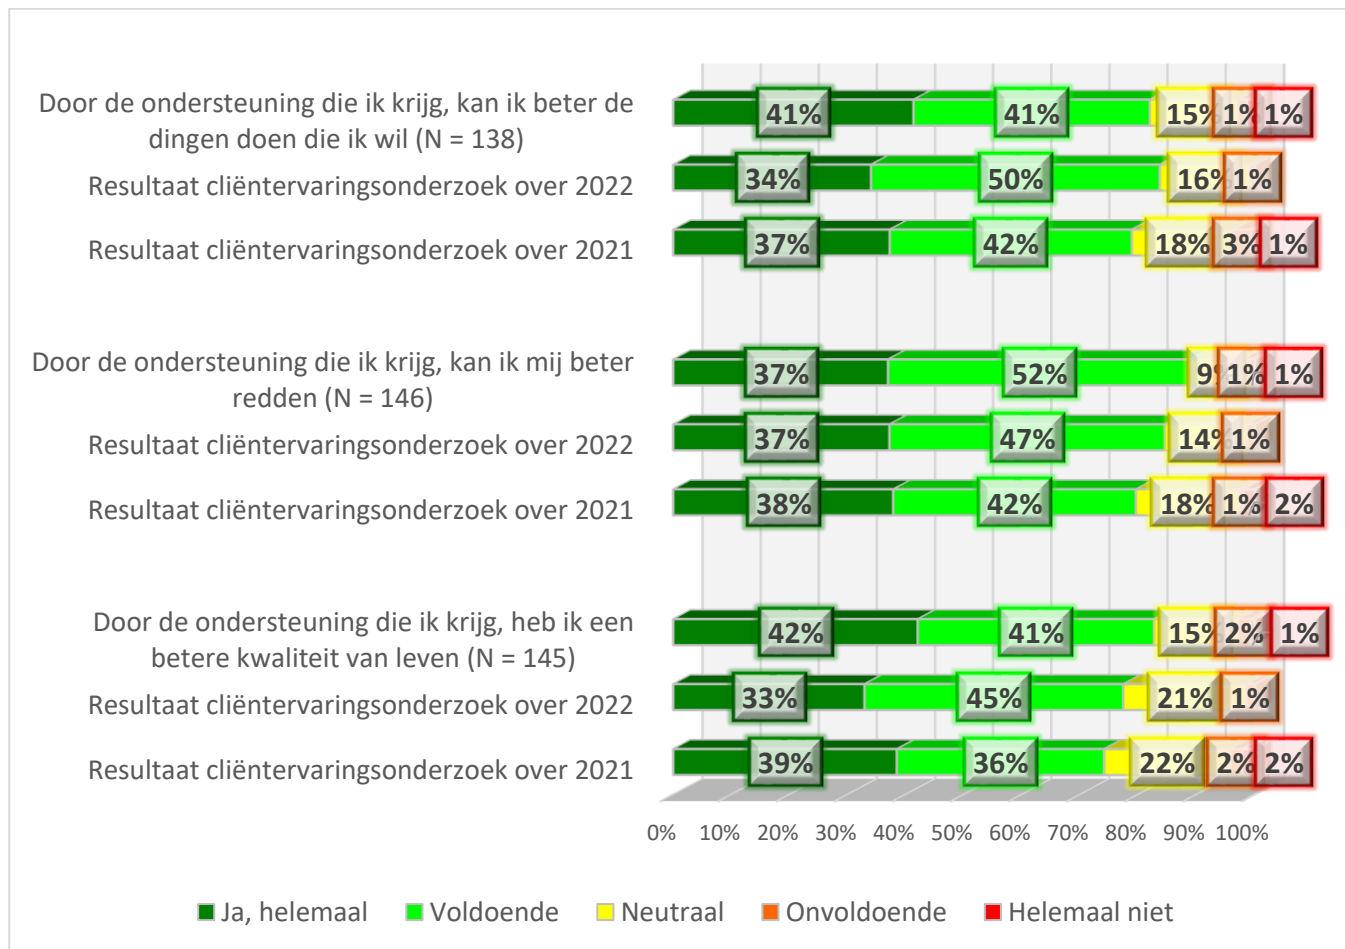 Door de ondersteuning die ik krijg, kan ik beter de
dingen doen die ik wil (N = 138)
41% 41% 15% 1% 1%
Resultaat cliëntervaringsonderzoek over 2022
34% 50% 16% 1%
Resultaat cliëntervaringsonderzoek over 2021
37% 42% 18% 3% 1%
Door de ondersteuning die ik krijg, kan ik mij beter
redden (N = 146)
37% 52% 9% 1% 1%
Resultaat cliëntervaringsonderzoek over 2022
37% 47% 14% 1%
Resultaat cliëntervaringsonderzoek over 2021
38% 42% 18% 1% 2%
Door de ondersteuning die ik krijg, heb ik een
betere kwaliteit van leven (N = 145)
42% 41% 15% 2% 1%
Resultaat cliëntervaringsonderzoek over 2022
33% 45% 21% 1%
Resultaat cliëntervaringsonderzoek over 2021
39% 36% 22% 2% 2%
0% 10% 20% 30% 40% 50% 60% 70% 80% 90% 100%
Ja, helemaal Voldoende Neutraal Onvoldoende Helemaal niet